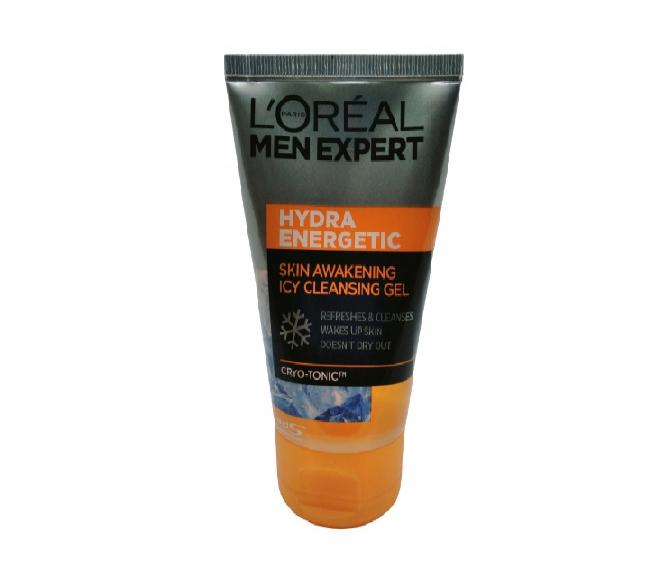 L'ORÉAL
PARIS
MEN EXPERT
HYDRA
ENERGETIC
SKIN AWAKENING
ICY CLEANSING GEL
REFRESHES & CLEANSES
WAKES UP SKIN
DOESN'T DRY OUT
CRYO-TONIC™